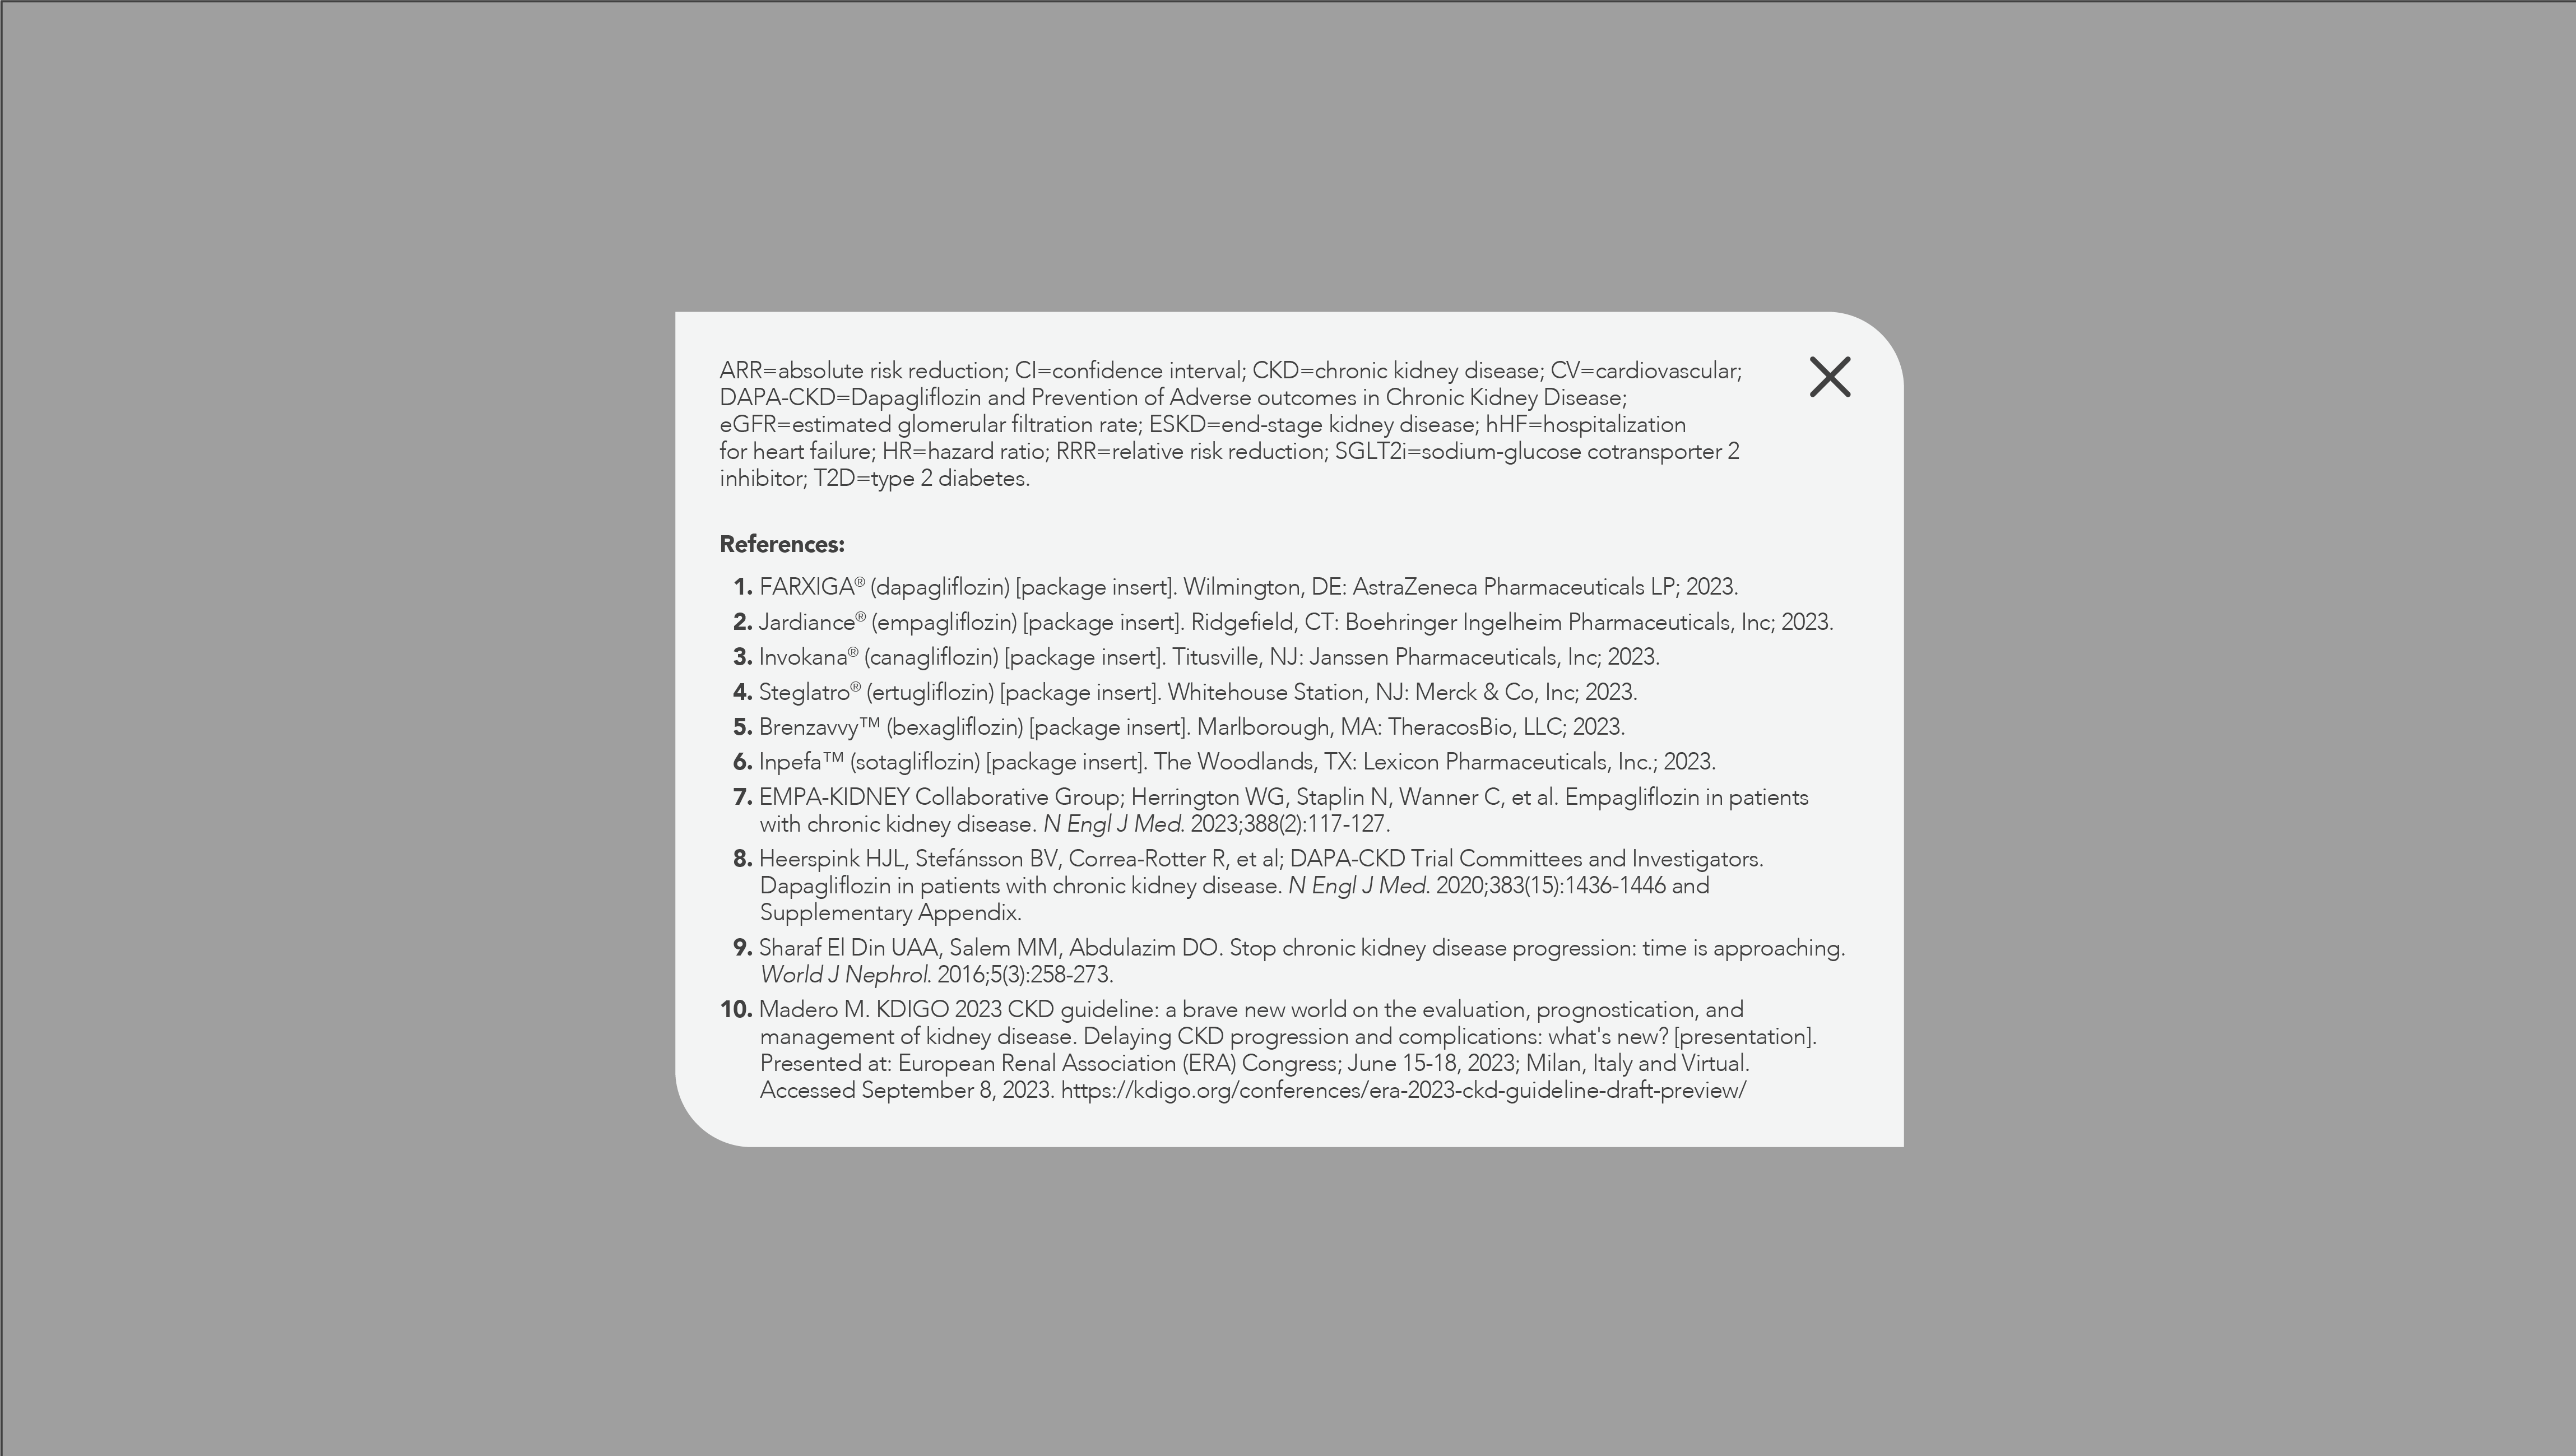 ARR=absolute risk reduction; CI=confidence interval; CKD=chronic kidney disease; CV=cardiovascular;
DAPA-CKD=Dapagliflozin and Prevention of Adverse outcomes in Chronic Kidney Disease;
eGFR=estimated glomerular filtration rate; ESKD=end-stage kidney disease; hHF=hospitalization
for heart failure; HR=hazard ratio; RRR=relative risk reduction; SGLT2i=sodium-glucose cotransporter 2
inhibitor; T2D=type 2 diabetes.
References:
1. FARXIGA® (dapagliflozin) [package insert]. Wilmington, DE: AstraZeneca Pharmaceuticals LP; 2023.
2. Jardiance® (empagliflozin) [package insert]. Ridgefield, CT: Boehringer Ingelheim Pharmaceuticals, Inc; 2023.
3. Invokana® (canagliflozin) [package insert]. Titusville, NJ: Janssen Pharmaceuticals, Inc; 2023.
4. Steglatro® (ertugliflozin) [package insert]. Whitehouse Station, NJ: Merck & Co, Inc; 2023.
5. Brenzavvy™ (bexagliflozin) [package insert]. Marlborough, MA: TheracosBio, LLC; 2023.
6. Inpefa™ (sotagliflozin) [package insert]. The Woodlands, TX: Lexicon Pharmaceuticals, Inc.; 2023.
7. EMPA-KIDNEY Collaborative Group; Herrington WG, Staplin N, Wanner C, et al. Empagliflozin in patients
with chronic kidney disease. N Engl J Med. 2023;388(2):117-127.
8. Heerspink HJL, Stefánsson BV, Correa-Rotter R, et al; DAPA-CKD Trial Committees and Investigators.
Dapagliflozin in patients with chronic kidney disease. N Engl J Med. 2020;383(15):1436-1446 and
Supplementary Appendix.
9. Sharaf El Din UAA, Salem MM, Abdulazim DO. Stop chronic kidney disease progression: time is approaching.
World J Nephrol. 2016;5(3):258-273.
10. Madero M. KDIGO 2023 CKD guideline: a brave new world on the evaluation, prognostication, and
management of kidney disease. Delaying CKD progression and complications: what's new? [presentation].
Presented at: European Renal Association (ERA) Congress; June 15-18, 2023; Milan, Italy and Virtual.
Accessed September 8, 2023. https://kdigo.org/conferences/era-2023-ckd-guideline-draft-preview/